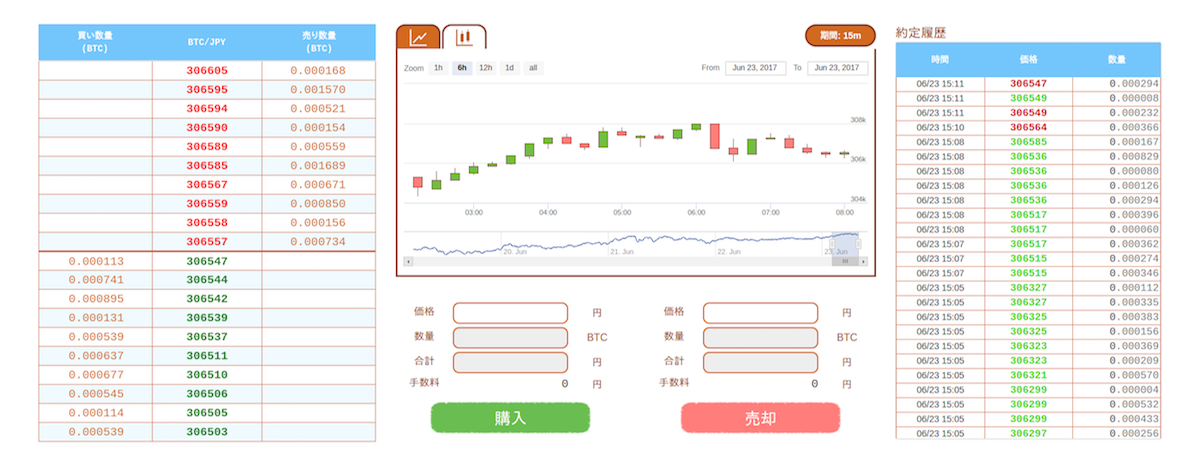 買い数量 BTC/JPY 売り数量
(BTC) (BTC)
306605 0.000168
306595 0.001570
306594 0.000521
306590 0.000154
306589 0.000559
306585 0.001689
306567 0.000671
306559 0.000850
306558 0.000156
306557 0.000734
0.000113 306547
0.000741 306544
0.000895 306542
0.000131 306539
0.000539 306537
0.000637 306511
0.000677 306510
0.000545 306506
0.000114 306505
0.000539 306503
期間: 15m
Zoom 1h 6h 12h 1d all From Jun 23, 2017 To Jun 23, 2017
308k
306k
304k
03:00 04:00 05:00 06:00 07:00 08:00
20. Jun 21. Jun 22. Jun 23. Jun
価格 円
数量 BTC
合計 円
手数料 0 円
購入
価格 円
数量 BTC
合計 円
手数料 0 円
売却
約定履歴
時間 価格 数量
06/23 15:11 306547 0.000294
06/23 15:11 306549 0.000008
06/23 15:11 306549 0.000232
06/23 15:10 306564 0.000366
06/23 15:08 306585 0.000167
06/23 15:08 306536 0.000829
06/23 15:08 306536 0.000080
06/23 15:08 306536 0.000126
06/23 15:08 306536 0.000294
06/23 15:08 306517 0.000396
06/23 15:08 306517 0.000060
06/23 15:07 306517 0.000362
06/23 15:07 306515 0.000274
06/23 15:07 306515 0.000346
06/23 15:05 306327 0.000112
06/23 15:05 306327 0.000335
06/23 15:05 306325 0.000383
06/23 15:05 306325 0.000156
06/23 15:05 306323 0.000369
06/23 15:05 306323 0.000209
06/23 15:05 306321 0.000570
06/23 15:05 306299 0.000004
06/23 15:05 306299 0.000532
06/23 15:05 306299 0.000433
06/23 15:05 306297 0.000256